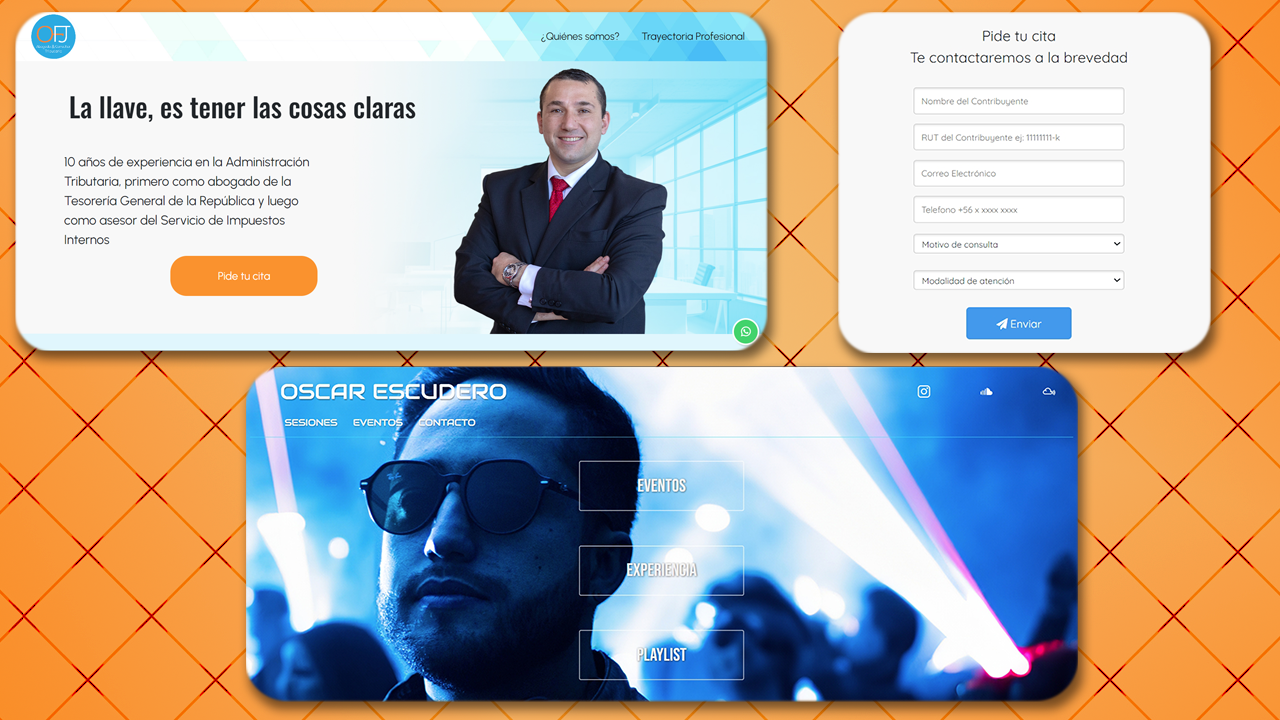 OFJ
¿Quiénes somos? Trayectoria Profesional
La llave, es tener las cosas claras
10 años de experiencia en la Administración
Tributaria, primero como abogado de la
Tesorería General de la República y luego
como asesor del Servicio de Impuestos
Internos
Pide tu cita
Pide tu cita
Te contactaremos a la brevedad
Nombre del Contribuyente
RUT del Contribuyente ej: 11111111-k
Correo Electrónico
Telefono +56 x xxxx xxxx
Motivo de consulta
Modalidad de atención
Enviar
OSCAR ESCUDERO
SESIONES EVENTOS CONTACTO
EVENTOS
EXPERIENCIA
PLAYLIST